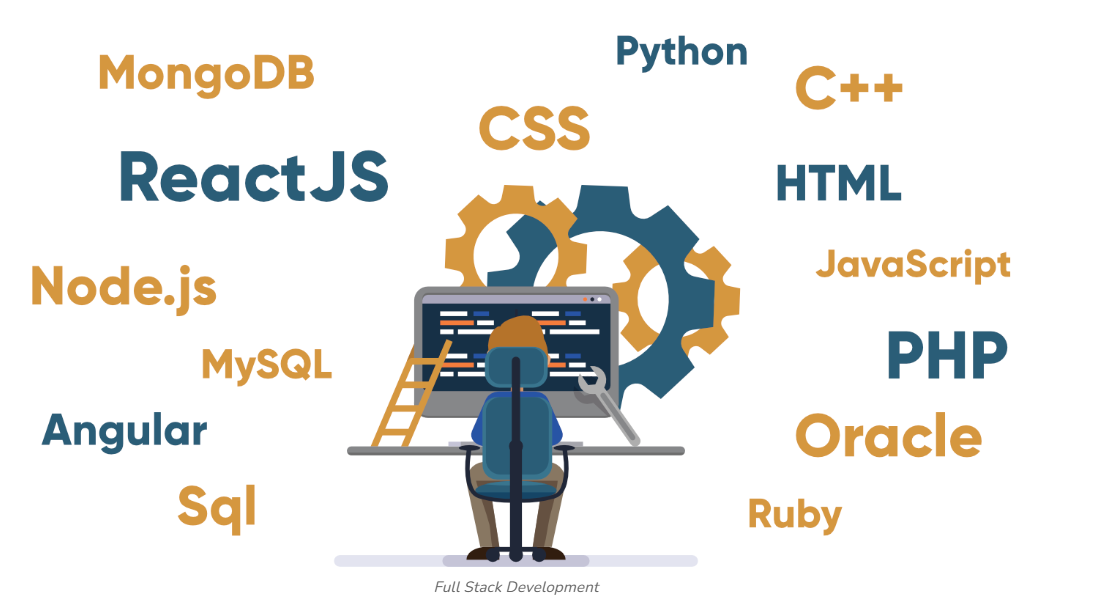 Python
MongoDB
C++
CSS
ReactJS
HTML
JavaScript
Node.js
PHP
MySQL
Angular
Oracle
Sql
Ruby
Full Stack Development